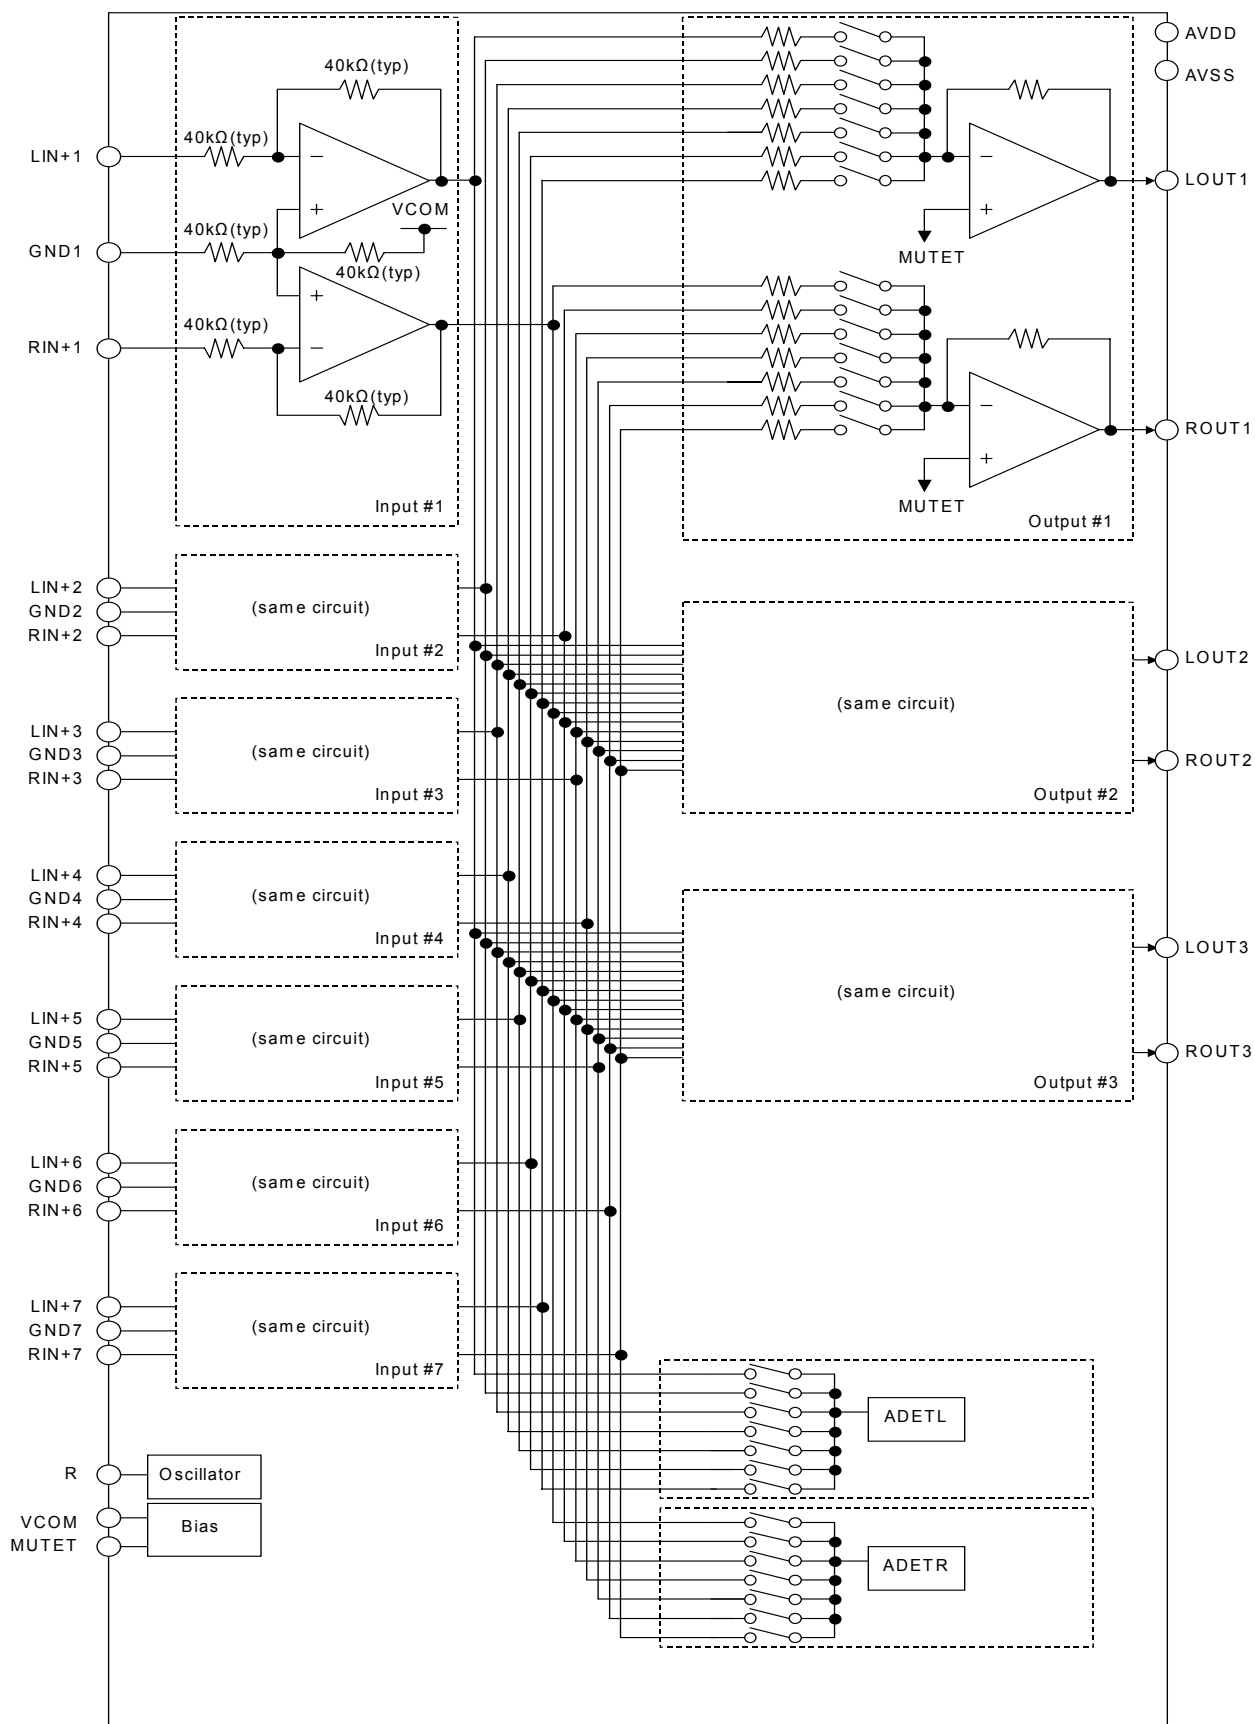 AVDD
AVSS
40kΩ(typ)
40kΩ(typ)
LIN+1
−
+
−
+
LOUT1
VCOM
40kΩ(typ)
GND1
40kΩ(typ)
MUTET
+
−
40kΩ(typ)
RIN+1
40kΩ(typ)
−
+
ROUT1
MUTET
Input #1
Output #1
LIN+2
GND2
RIN+2
(same circuit)
Input #2
LOUT2
ROUT2
(same circuit)
Output #2
LIN+3
GND3
RIN+3
(same circuit)
Input #3
LIN+4
GND4
RIN+4
(same circuit)
Input #4
LOUT3
ROUT3
(same circuit)
Output #3
LIN+5
GND5
RIN+5
(same circuit)
Input #5
LIN+6
GND6
RIN+6
(same circuit)
Input #6
LIN+7
GND7
RIN+7
(same circuit)
Input #7
ADETL
R
Oscillator
VCOM
MUTET
Bias
ADETR